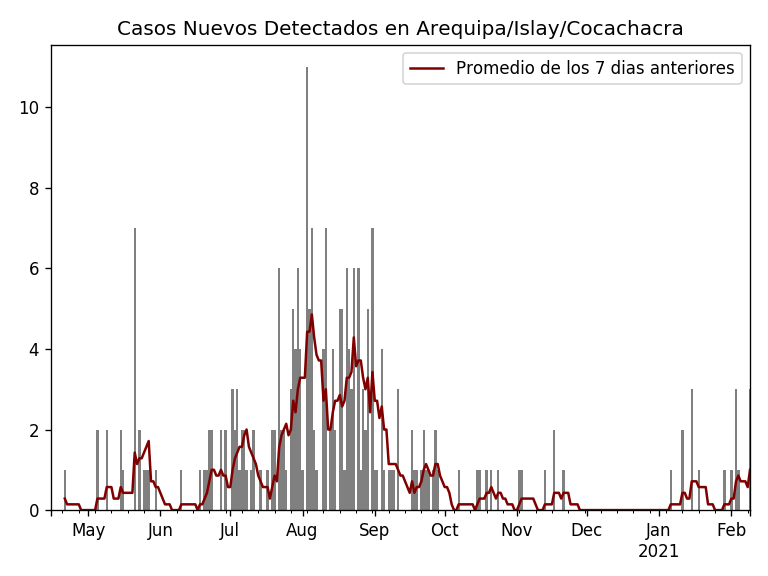 Casos Nuevos Detectados en Arequipa/Islay/Cocachacra
Promedio de los 7 dias anteriores
10
8
6
4
2
0
May Jun Jul Aug Sep Oct Nov Dec Jan Feb
2021